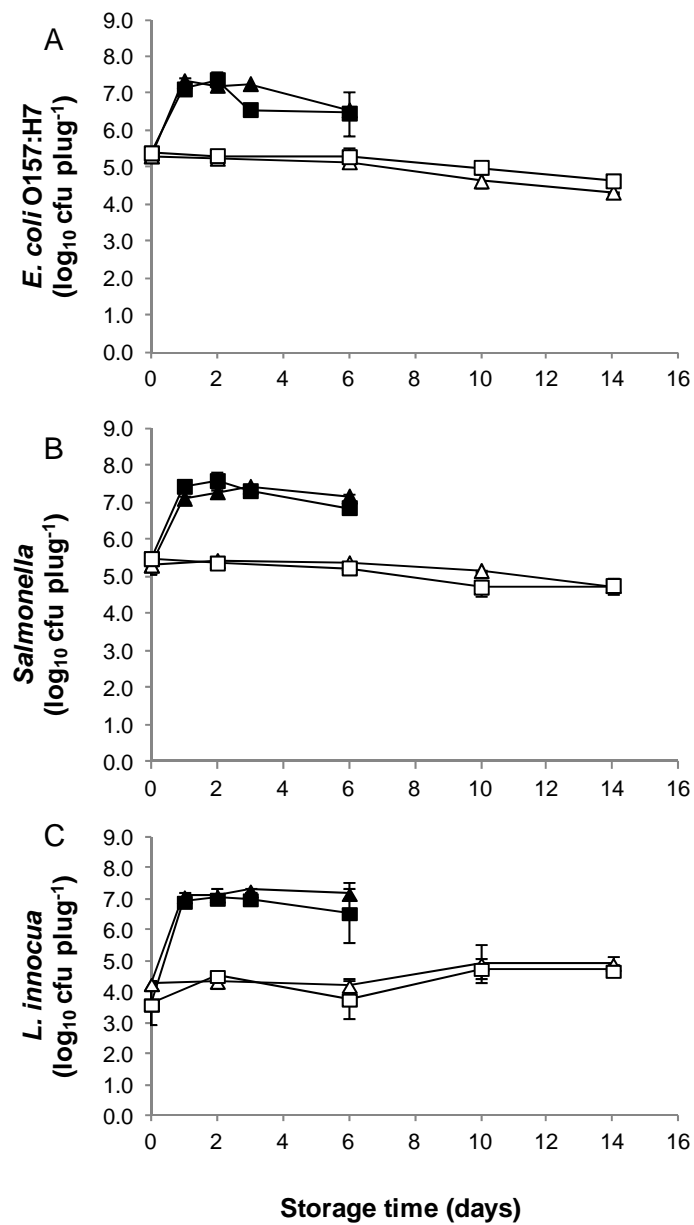 A
E. coli O157:H7
(log₁₀ cfu plug⁻¹)
9.0
8.0
7.0
6.0
5.0
4.0
3.0
2.0
1.0
0.0
0 2 4 6 8 10 12 14 16
B
Salmonella
(log₁₀ cfu plug⁻¹)
9.0
8.0
7.0
6.0
5.0
4.0
3.0
2.0
1.0
0.0
0 2 4 6 8 10 12 14 16
C
L. innocua
(log₁₀ cfu plug⁻¹)
9.0
8.0
7.0
6.0
5.0
4.0
3.0
2.0
1.0
0.0
0 2 4 6 8 10 12 14 16
Storage time (days)